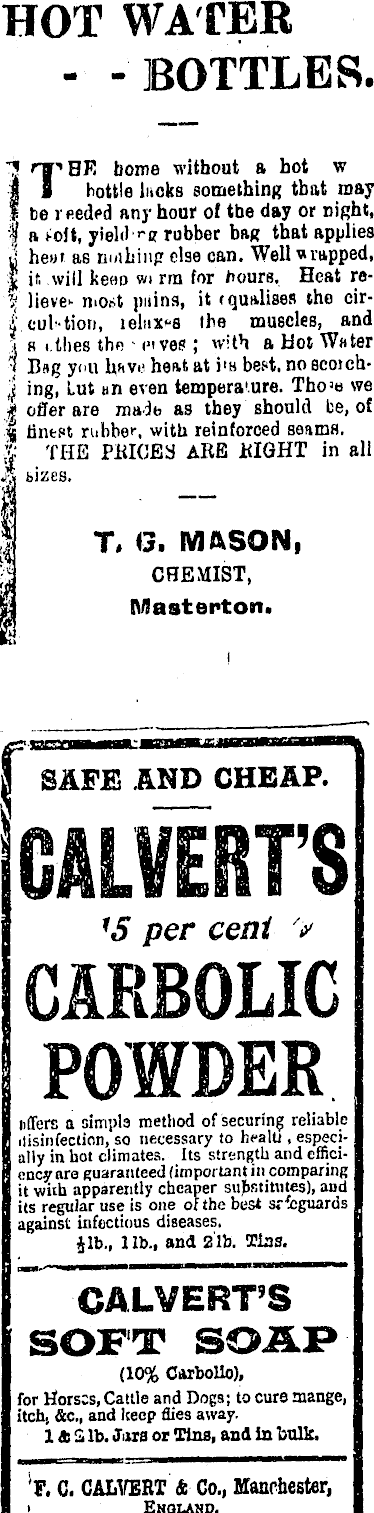 HOT WATER
- - BOTTLES.
THE home without a hot w
bottle lacks something that may
be needed any hour of the day or night,
a soft, yielding rubber bag that applies
heat as nothing else can. Well wrapped,
it will keep warm for hours. Heat re-
lieves most pains, it equalises the cir-
culation, relaxes the muscles, and
soothes the nerves; with a Hot Water
Bag you have heat at its best, no scorch-
ing, but an even temperature. Those we
offer are made as they should be, of
finest rubber, with reinforced seams.
THE PRICES ARE RIGHT in all
sizes.
T. G. MASON,
CHEMIST,
Masterton.
SAFE AND CHEAP.
CALVERT'S
15 per cent
CARBOLIC
POWDER
offers a simple method of securing reliable
disinfection, so necessary to health, especi-
ally in hot climates. Its strength and effici-
ency are guaranteed (important in comparing
it with apparently cheaper substitutes), and
its regular use is one of the best safeguards
against infectious diseases.
½lb., 1lb., and 2lb. Tins.
CALVERT'S
SOFT SOAP
(10% Carbolic),
for Horses, Cattle and Dogs; to cure mange,
itch, &c., and keep flies away.
1 & 2 lb. Jars or Tins, and in bulk.
F. C. CALVERT & Co., Manchester,
ENGLAND.